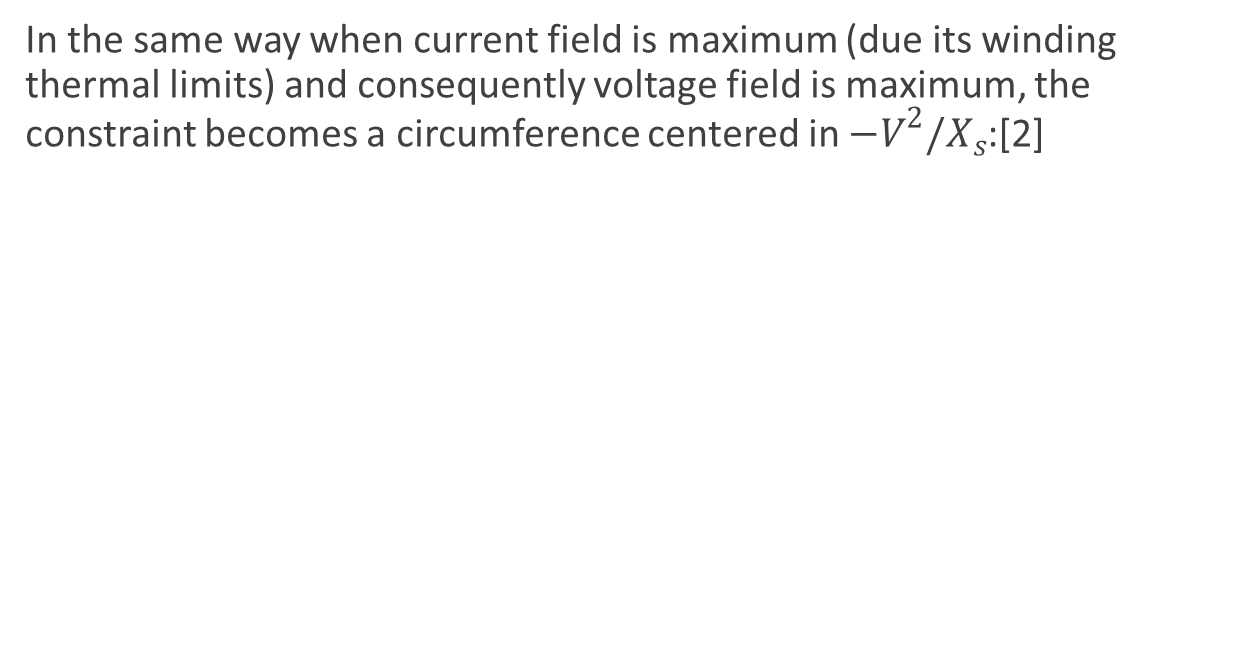 In the same way when current field is maximum (due its winding
thermal limits) and consequently voltage field is maximum, the
constraint becomes a circumference centered in −V²/Xₛ:[2]